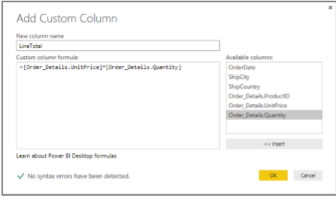 Add Custom Column
New column name
LineTotal
Custom column formula:
Available columns:
=[Order_Details.UnitPrice]*[Order_Details.Quantity]
OrderDate
ShipCity
ShipCountry
Order_Details.ProductID
Order_Details.UnitPrice
Order_Details.Quantity
<< Insert
Learn about Power BI Desktop formulas
✓ No syntax errors have been detected.
OK
Cancel